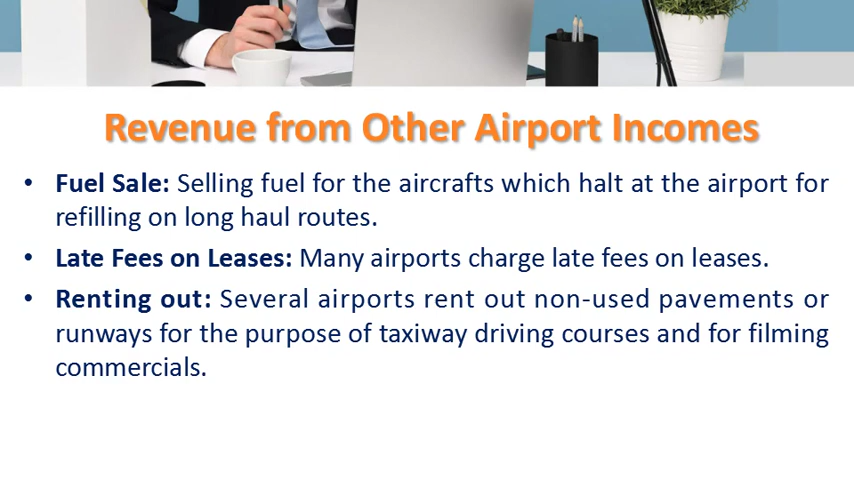 Revenue from Other Airport Incomes
• Fuel Sale: Selling fuel for the aircrafts which halt at the airport for
refilling on long haul routes.
• Late Fees on Leases: Many airports charge late fees on leases.
• Renting out: Several airports rent out non-used pavements or
runways for the purpose of taxiway driving courses and for filming
commercials.